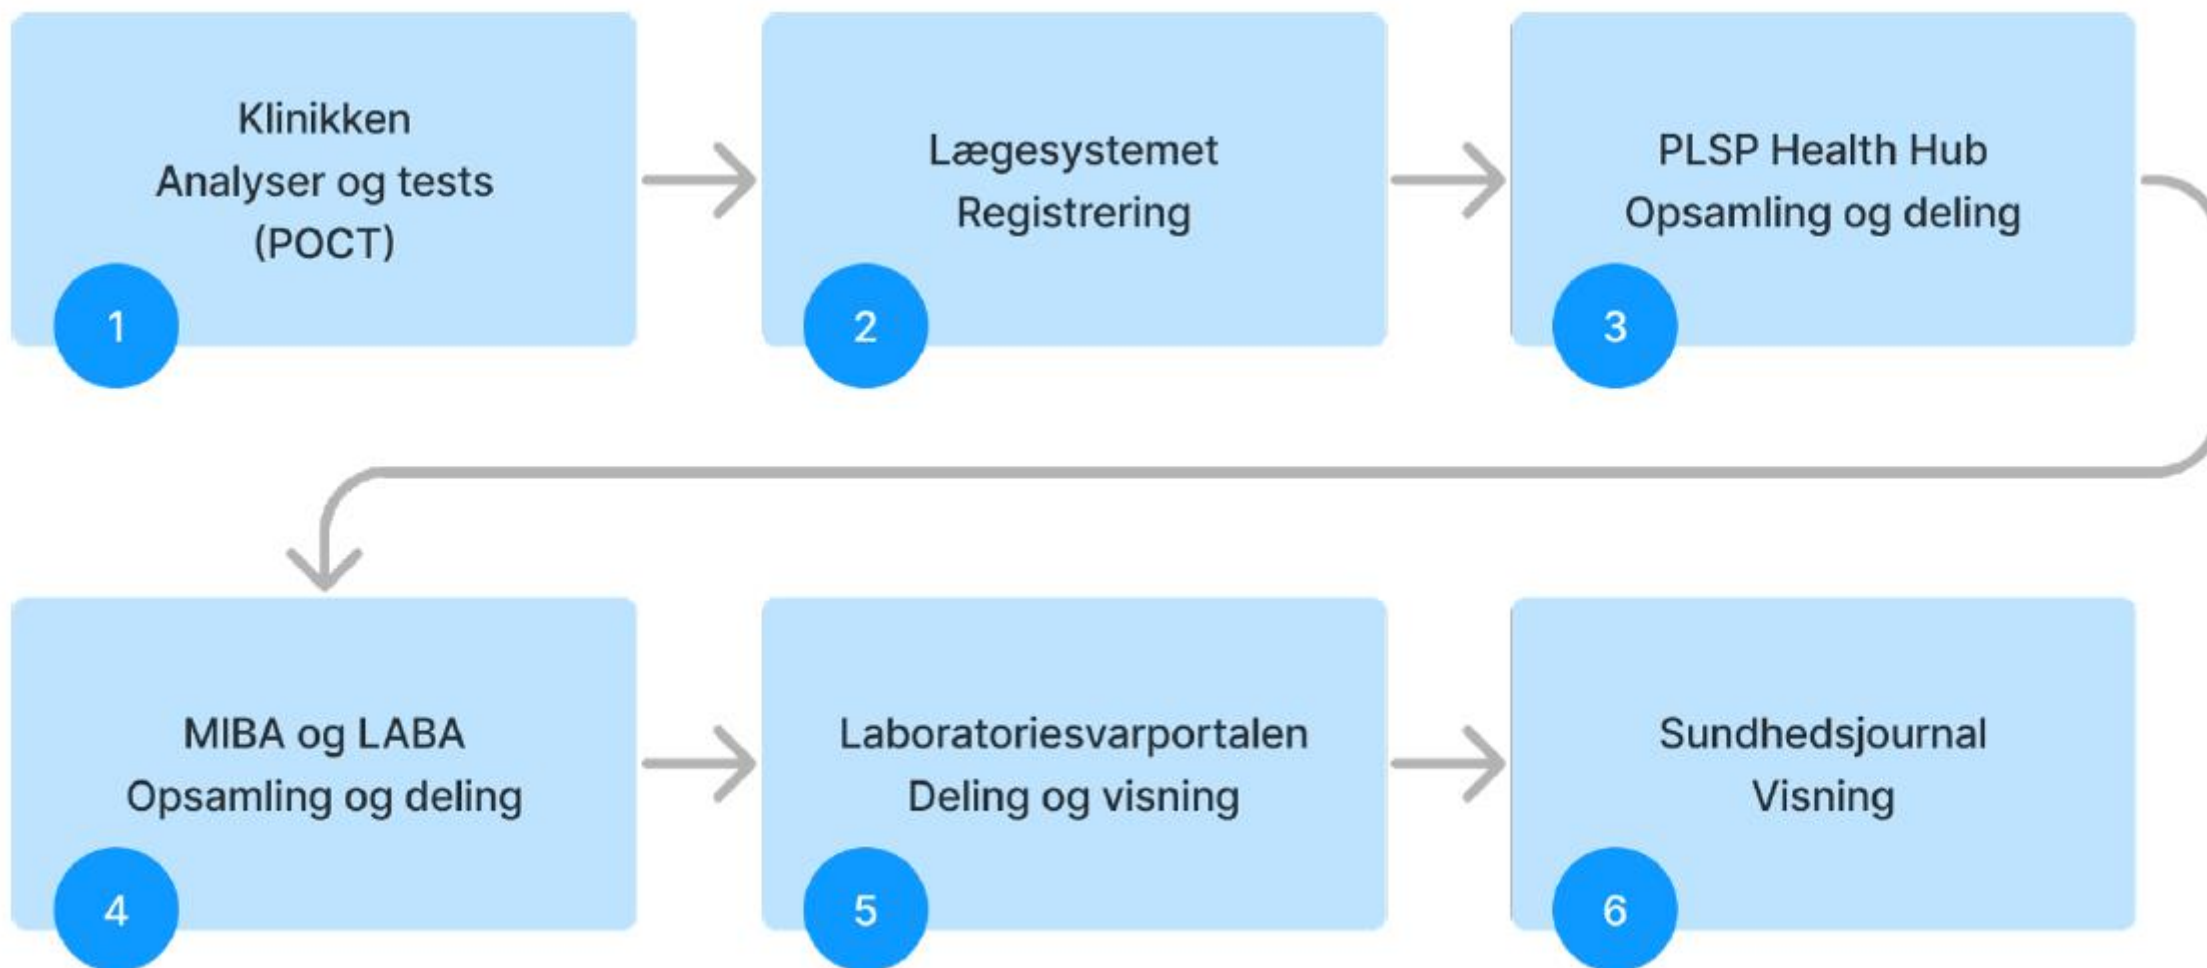 Klinikken
Analyser og tests
(POCT)
1
Lægesystemet
Registrering
2
PLSP Health Hub
Opsamling og deling
3
MIBA og LABA
Opsamling og deling
4
Laboratoriesvarportalen
Deling og visning
5
Sundhedsjournal
Visning
6